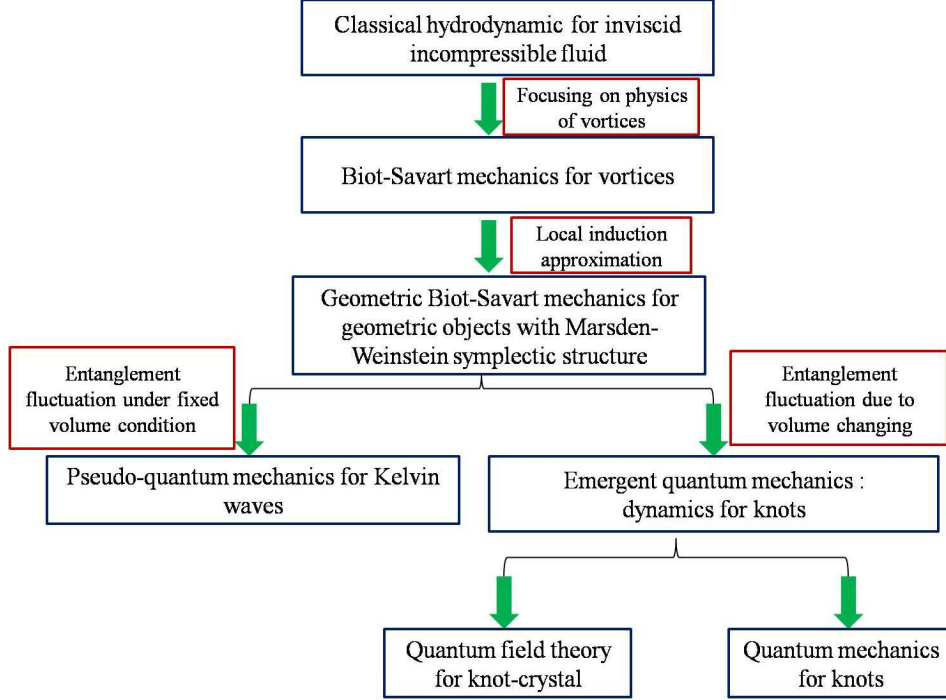 Classical hydrodynamic for inviscid
incompressible fluid
Focusing on physics
of vortices
Biot-Savart mechanics for vortices
Local induction
approximation
Geometric Biot-Savart mechanics for
geometric objects with Marsden-
Weinstein symplectic structure
Entanglement
fluctuation under fixed
volume condition
Entanglement
fluctuation due to
volume changing
Pseudo-quantum mechanics for Kelvin
waves
Emergent quantum mechanics :
dynamics for knots
Quantum field theory
for knot-crystal
Quantum mechanics
for knots